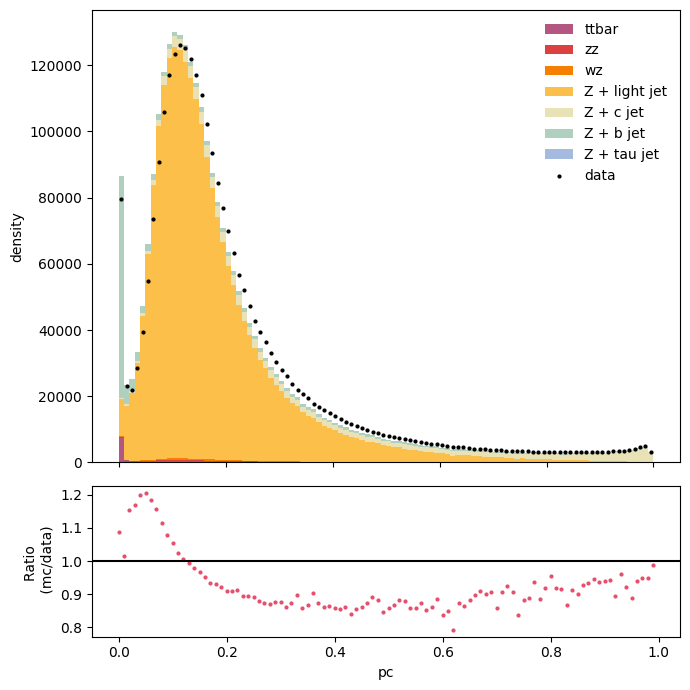 ttbar
zz
wz
Z + light jet
Z + c jet
Z + b jet
Z + tau jet
data
density
120000
100000
80000
60000
40000
20000
0
Ratio
(mc/data)
1.2
1.1
1.0
0.9
0.8
0.0
0.2
0.4
0.6
0.8
1.0
pc